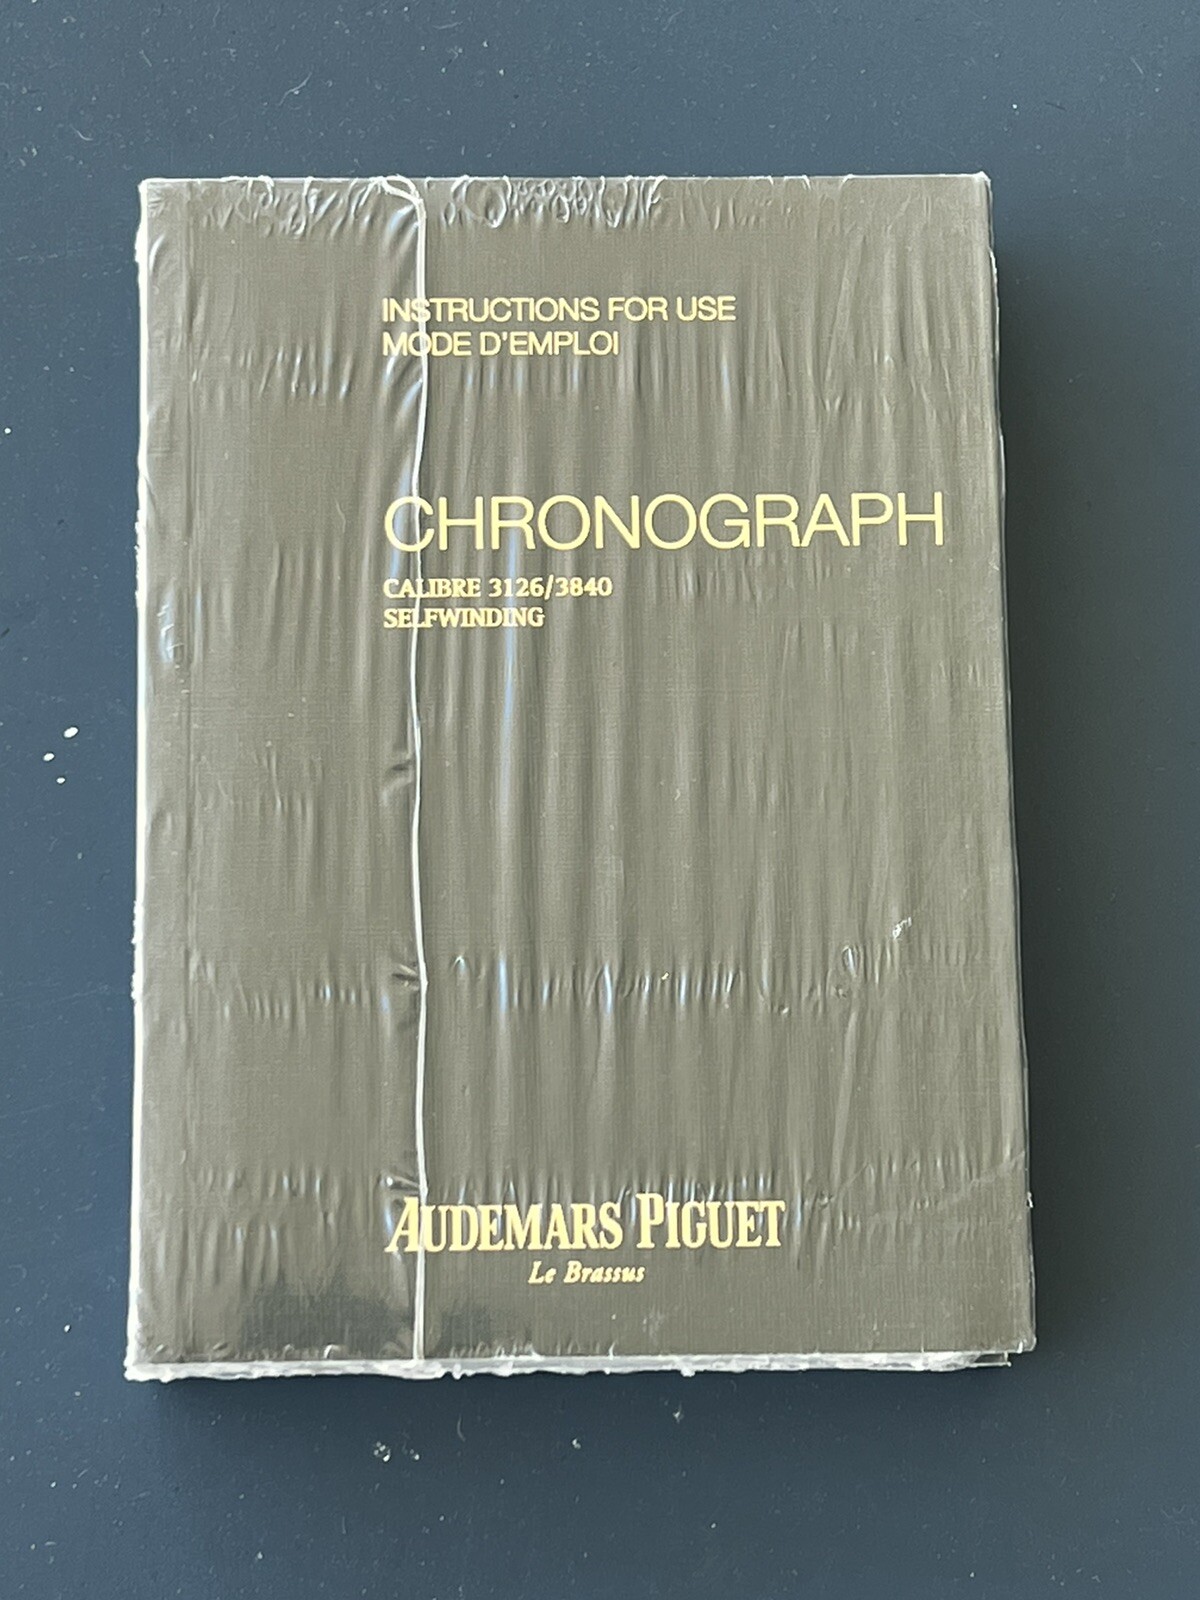 INSTRUCTIONS FOR USE
MODE D'EMPLOI
CHRONOGRAPH
CALIBRE 3126/3840
SELFWINDING
AUDEMARS PIGUET
Le Brassus